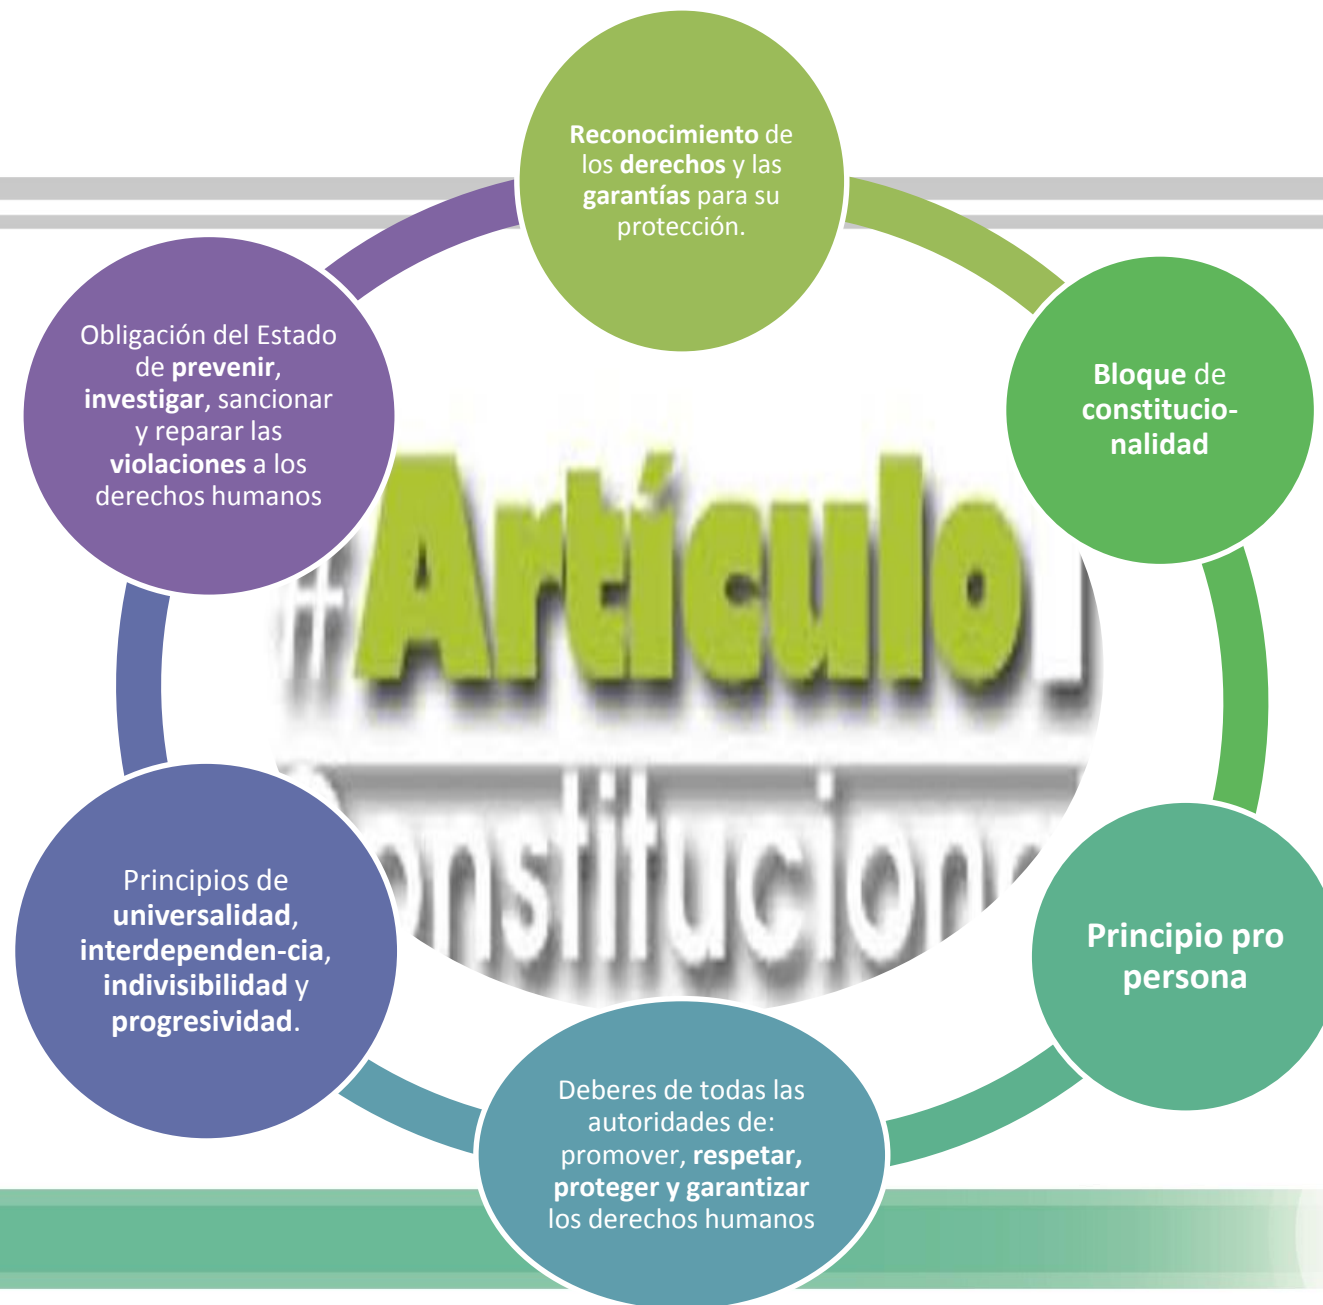 Reconocimiento de
los derechos y las
garantías para su
protección.
Bloque de
constitucio-
nalidad
Principio pro
persona
Deberes de todas las
autoridades de:
promover, respetar,
proteger y garantizar
los derechos humanos
Principios de
universalidad,
interdependen-cia,
indivisibilidad y
progresividad.
Obligación del Estado
de prevenir,
investigar, sancionar
y reparar las
violaciones a los
derechos humanos
#Artículo1
Constituciona